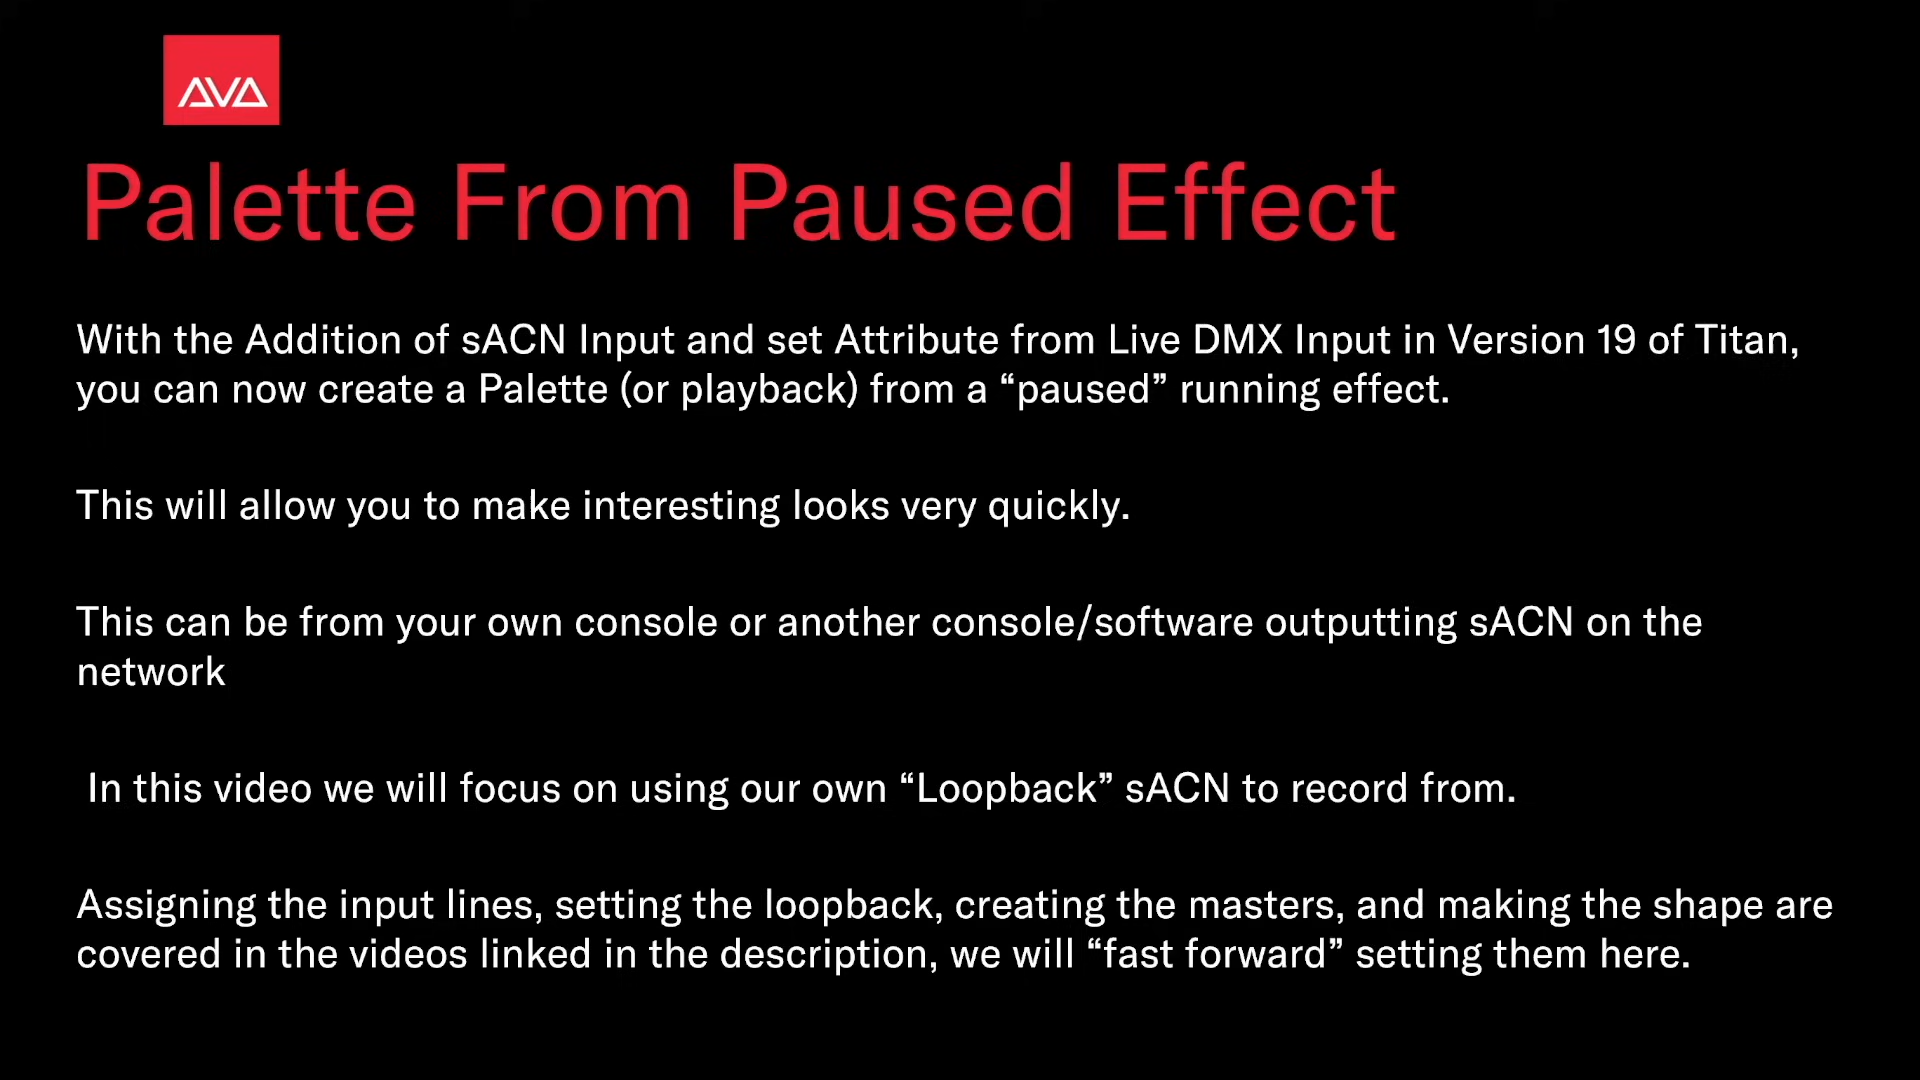 AVA
Palette From Paused Effect
With the Addition of sACN Input and set Attribute from Live DMX Input in Version 19 of Titan,
you can now create a Palette (or playback) from a “paused” running effect.
This will allow you to make interesting looks very quickly.
This can be from your own console or another console/software outputting sACN on the
network
In this video we will focus on using our own “Loopback” sACN to record from.
Assigning the input lines, setting the loopback, creating the masters, and making the shape are
covered in the videos linked in the description, we will “fast forward” setting them here.